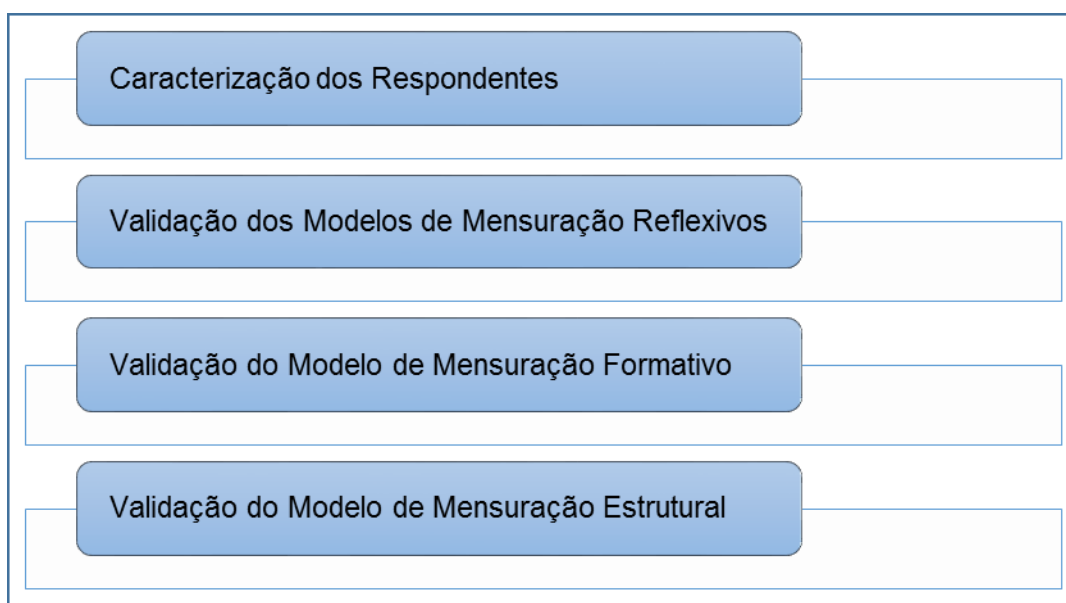 Caracterização dos Respondentes
Validação dos Modelos de Mensuração Reflexivos
Validação do Modelo de Mensuração Formativo
Validação do Modelo de Mensuração Estrutural